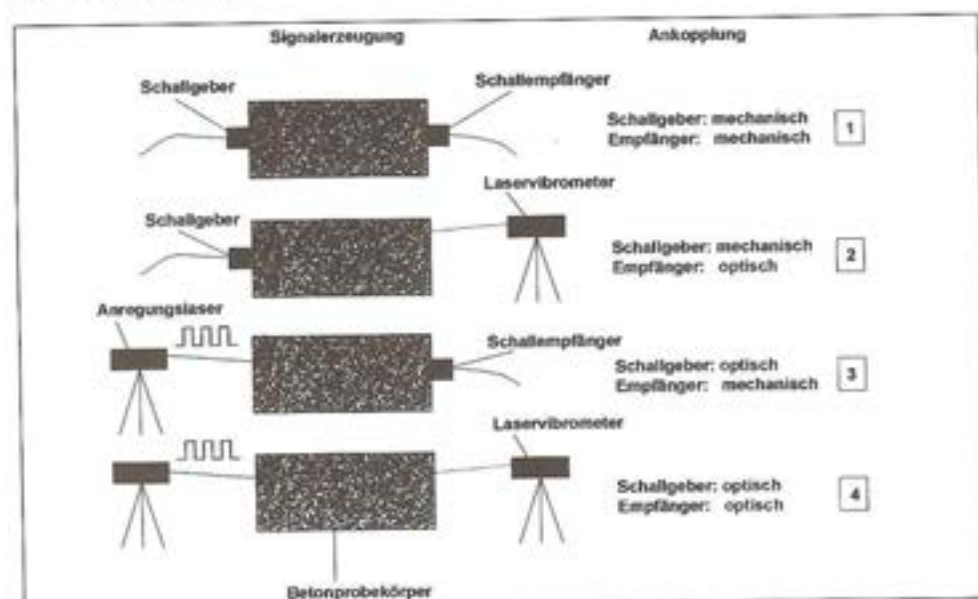 Signalerzeugung
Ankopplung
Schallgeber
Schallempfänger
Schallgeber: mechanisch
Empfänger: mechanisch
1
Laservibrometer
Schallgeber
Schallgeber: mechanisch
Empfänger: optisch
2
Anregungslaser
Schallempfänger
Schallgeber: optisch
Empfänger: mechanisch
3
Laservibrometer
Schallgeber: optisch
Empfänger: optisch
4
Betonprobekörper